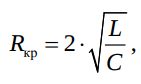 R_кр = 2 · √(L/C) ,